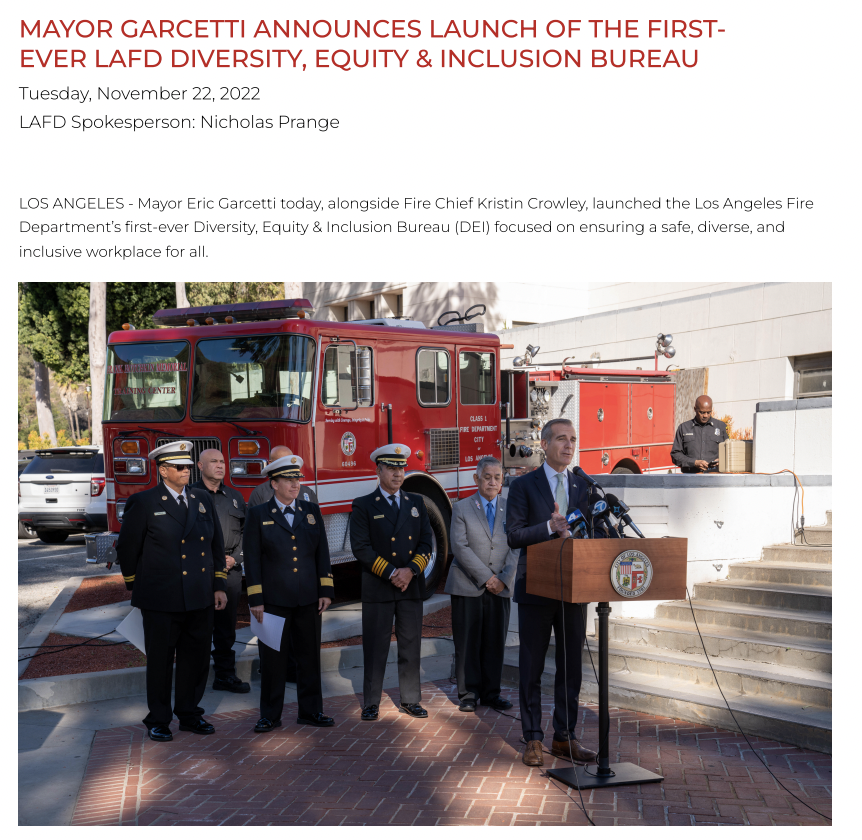 MAYOR GARCETTI ANNOUNCES LAUNCH OF THE FIRST-
EVER LAFD DIVERSITY, EQUITY & INCLUSION BUREAU
Tuesday, November 22, 2022
LAFD Spokesperson: Nicholas Prange
LOS ANGELES - Mayor Eric Garcetti today, alongside Fire Chief Kristin Crowley, launched the Los Angeles Fire
Department’s first-ever Diversity, Equity & Inclusion Bureau (DEI) focused on ensuring a safe, diverse, and
inclusive workplace for all.
TRAINING CENTER
CLASS 1
FIRE DEPARTMENT
CITY
OF
LOS ANGELES